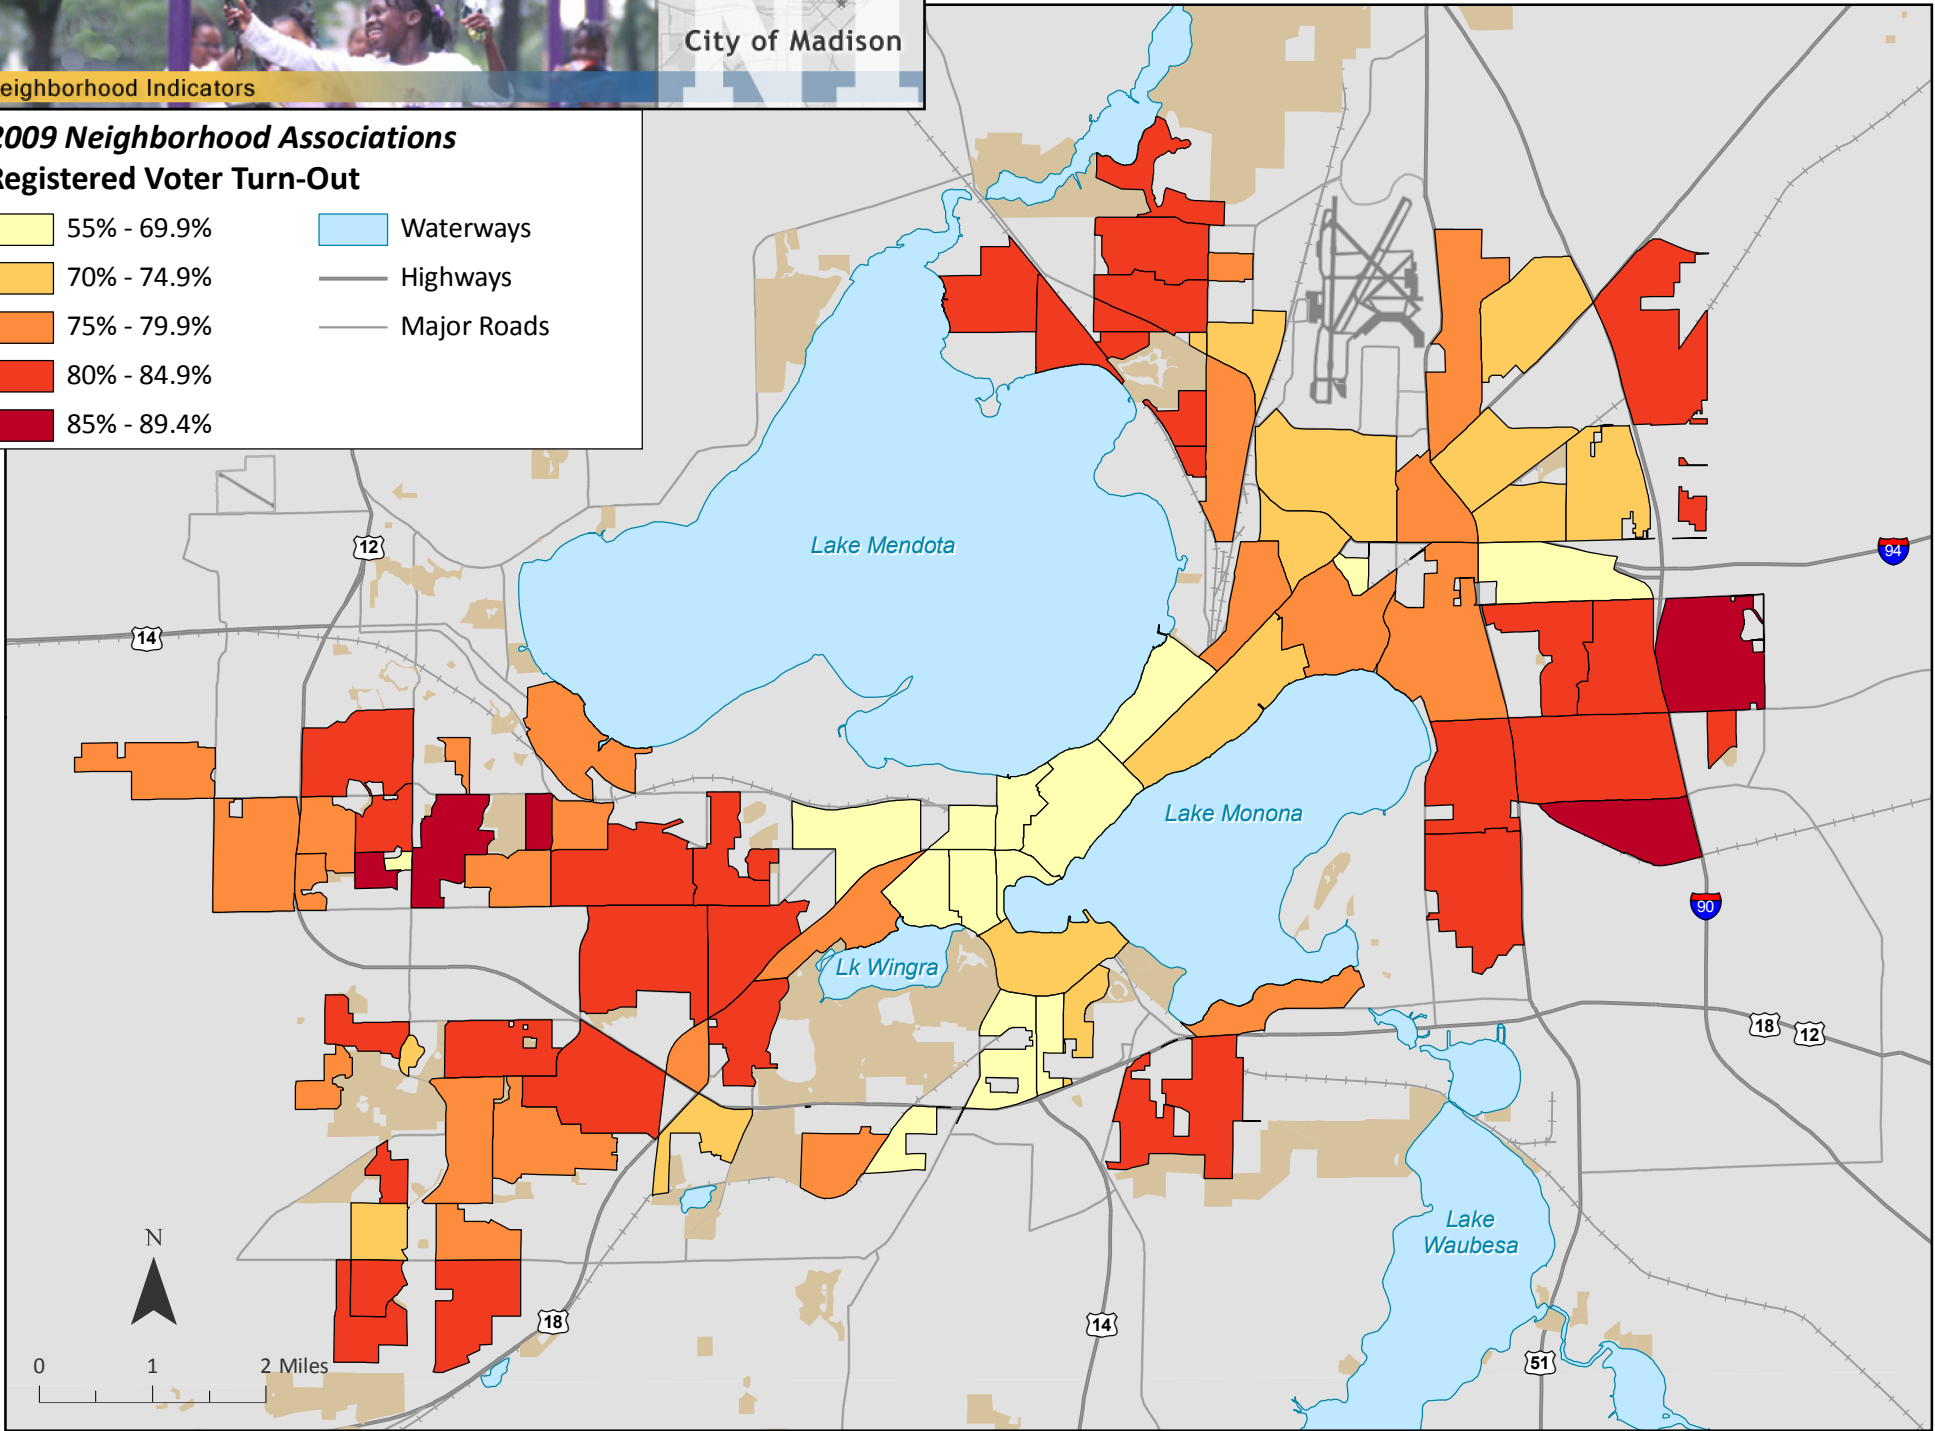 City of Madison
eighborhood Indicators
2009 Neighborhood Associations
Registered Voter Turn-Out
55% - 69.9%
Waterways
70% - 74.9%
Highways
75% - 79.9%
Major Roads
80% - 84.9%
85% - 89.4%
Lake Mendota
12
94
14
Lake Monona
90
Lk Wingra
18
12
Lake
Waubesa
N
18
14
51
0 1 2 Miles